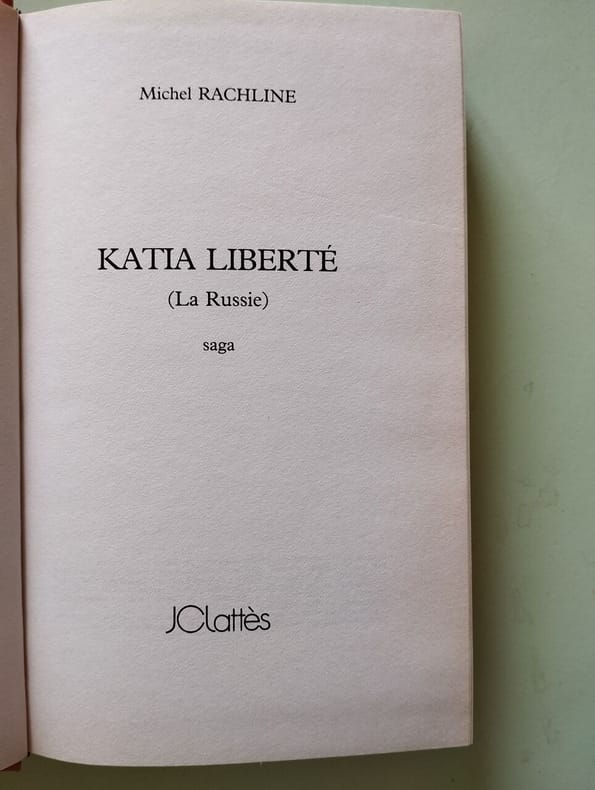 Michel RACHLINE
KATIA LIBERTÉ
(La Russie)
saga
JCLattès